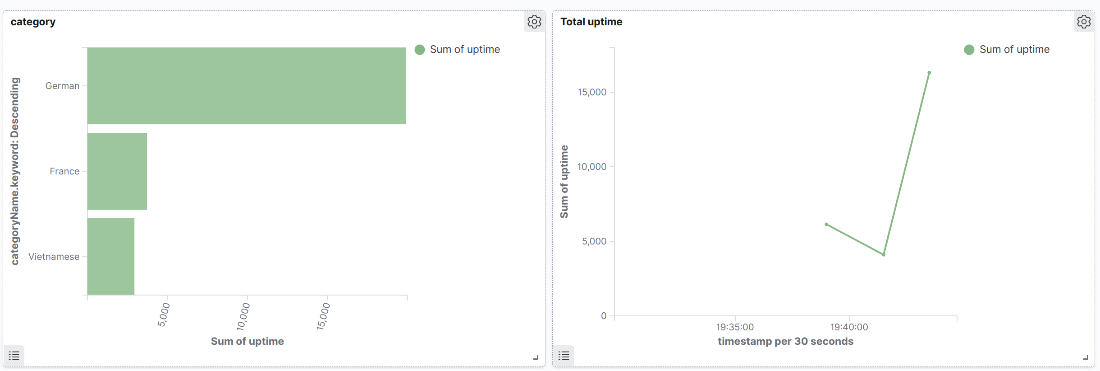 category
Sum of uptime
categoryName.keyword: Descending
German
France
Vietnamese
5,000
10,000
15,000
Sum of uptime
Total uptime
Sum of uptime
Sum of uptime
15,000
10,000
5,000
0
19:35:00
19:40:00
timestamp per 30 seconds